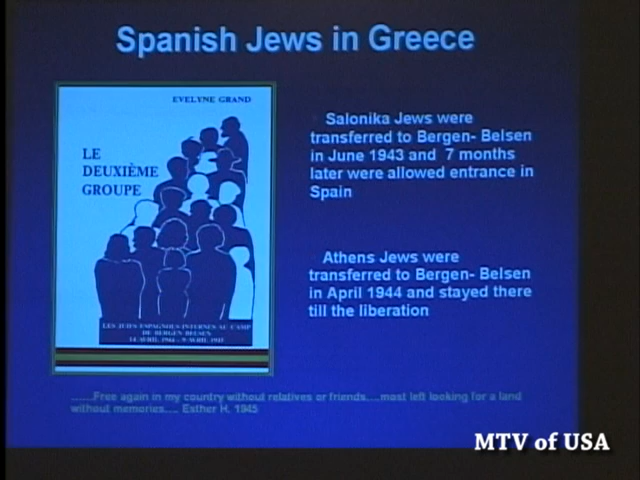 Spanish Jews in Greece
EVELYNE GRAND
LE
DEUXIÈME
GROUPE
LES JUIFS ESPAGNOLS INTERNES AU CAMP
DE BERGEN BELSEN
14 AVRIL 1944 - 9 AVRIL 1945
Salonika Jews were
transferred to Bergen- Belsen
in June 1943 and 7 months
later were allowed entrance in
Spain
Athens Jews were
transferred to Bergen- Belsen
in April 1944 and stayed there
till the liberation
......Free again in my country without relatives or friends....most left looking for a land
without memories.... Esther H. 1945
MTV of USA